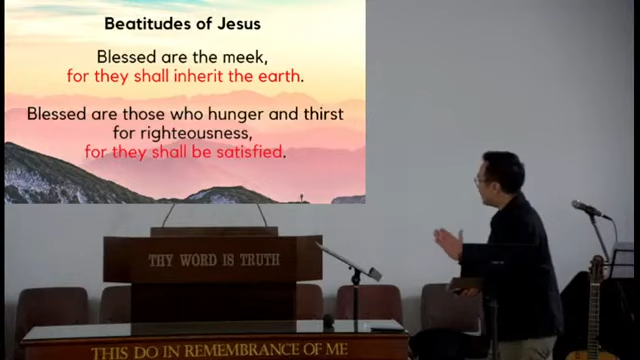 Beatitudes of Jesus
Blessed are the meek,
for they shall inherit the earth.
Blessed are those who hunger and thirst
for righteousness,
for they shall be satisfied.
THY WORD IS TRUTH
THIS DO IN REMEMBRANCE OF ME